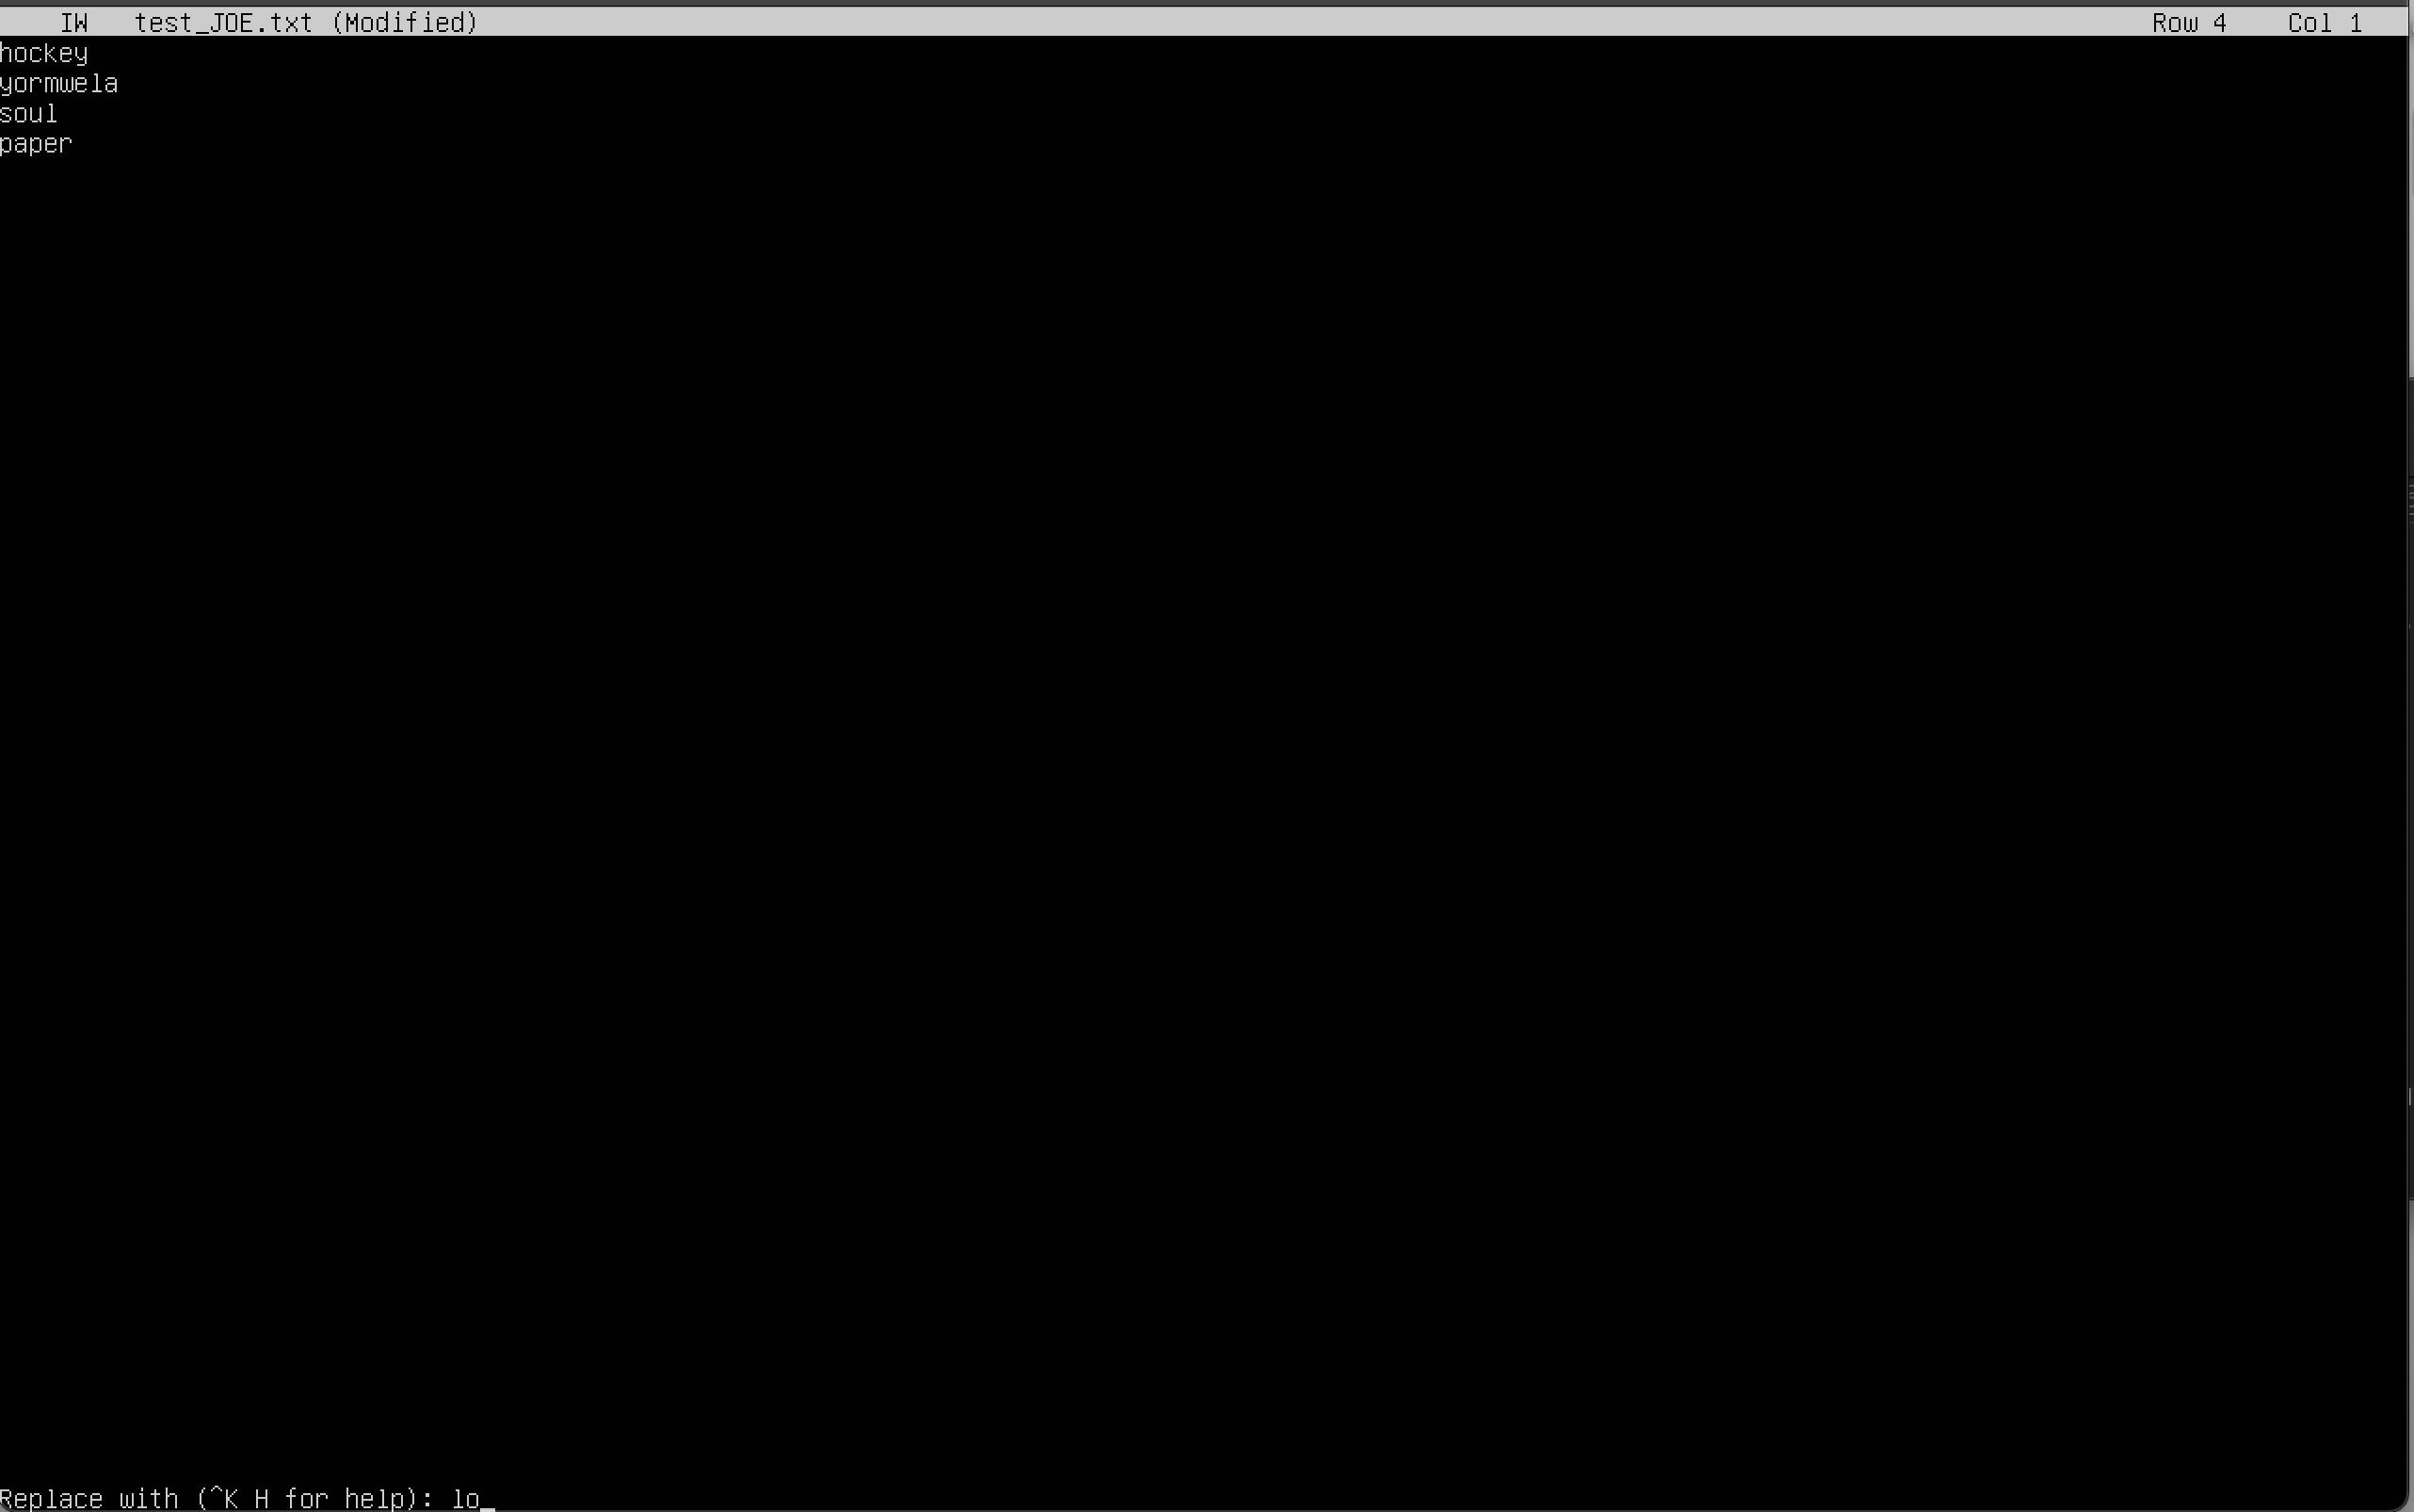 IW test_JOE.txt (Modified) Row 4 Col 1
hockey
yormwela
soul
paper
Replace with (^K H for help): lo_